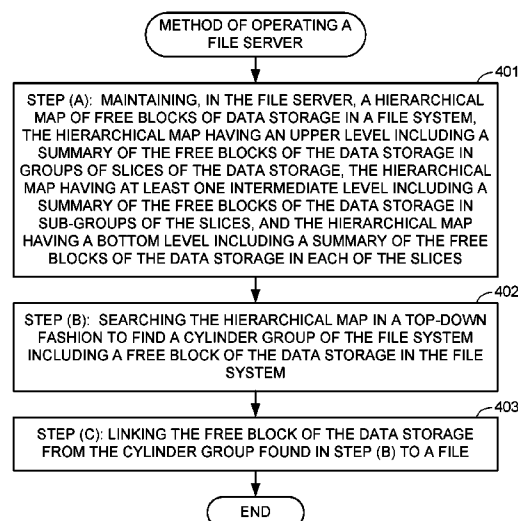 METHOD OF OPERATING A
FILE SERVER
401
STEP (A): MAINTAINING, IN THE FILE SERVER, A HIERARCHICAL
MAP OF FREE BLOCKS OF DATA STORAGE IN A FILE SYSTEM,
THE HIERARCHICAL MAP HAVING AN UPPER LEVEL INCLUDING A
SUMMARY OF THE FREE BLOCKS OF THE DATA STORAGE IN
GROUPS OF SLICES OF THE DATA STORAGE, THE HIERARCHICAL
MAP HAVING AT LEAST ONE INTERMEDIATE LEVEL INCLUDING A
SUMMARY OF THE FREE BLOCKS OF THE DATA STORAGE IN
SUB-GROUPS OF THE SLICES, AND THE HIERARCHICAL MAP
HAVING A BOTTOM LEVEL INCLUDING A SUMMARY OF THE FREE
BLOCKS OF THE DATA STORAGE IN EACH OF THE SLICES
402
STEP (B): SEARCHING THE HIERARCHICAL MAP IN A TOP-DOWN
FASHION TO FIND A CYLINDER GROUP OF THE FILE SYSTEM
INCLUDING A FREE BLOCK OF THE DATA STORAGE IN THE FILE
SYSTEM
403
STEP (C): LINKING THE FREE BLOCK OF THE DATA STORAGE
FROM THE CYLINDER GROUP FOUND IN STEP (B) TO A FILE
END